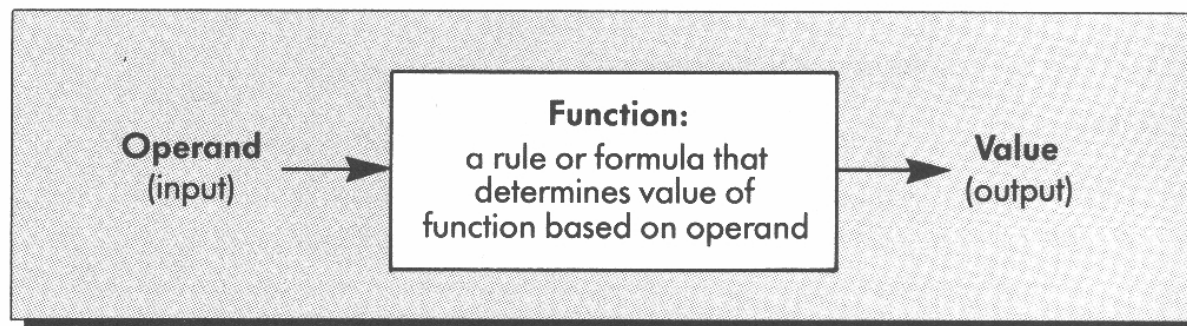 Operand
(input)
Function:
a rule or formula that
determines value of
function based on operand
Value
(output)